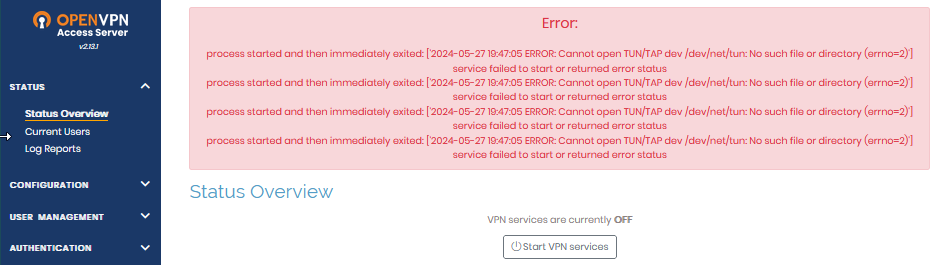 OPENVPN
Access Server
v2.13.1
STATUS
Status Overview
Current Users
Log Reports
CONFIGURATION
USER MANAGEMENT
AUTHENTICATION
Error:
process started and then immediately exited: ['2024-05-27 19:47:05 ERROR: Cannot open TUN/TAP dev /dev/net/tun: No such file or directory (errno=2)']
service failed to start or returned error status
process started and then immediately exited: ['2024-05-27 19:47:05 ERROR: Cannot open TUN/TAP dev /dev/net/tun: No such file or directory (errno=2)']
service failed to start or returned error status
process started and then immediately exited: ['2024-05-27 19:47:05 ERROR: Cannot open TUN/TAP dev /dev/net/tun: No such file or directory (errno=2)']
service failed to start or returned error status
process started and then immediately exited: ['2024-05-27 19:47:05 ERROR: Cannot open TUN/TAP dev /dev/net/tun: No such file or directory (errno=2)']
service failed to start or returned error status
Status Overview
VPN services are currently OFF
Start VPN services